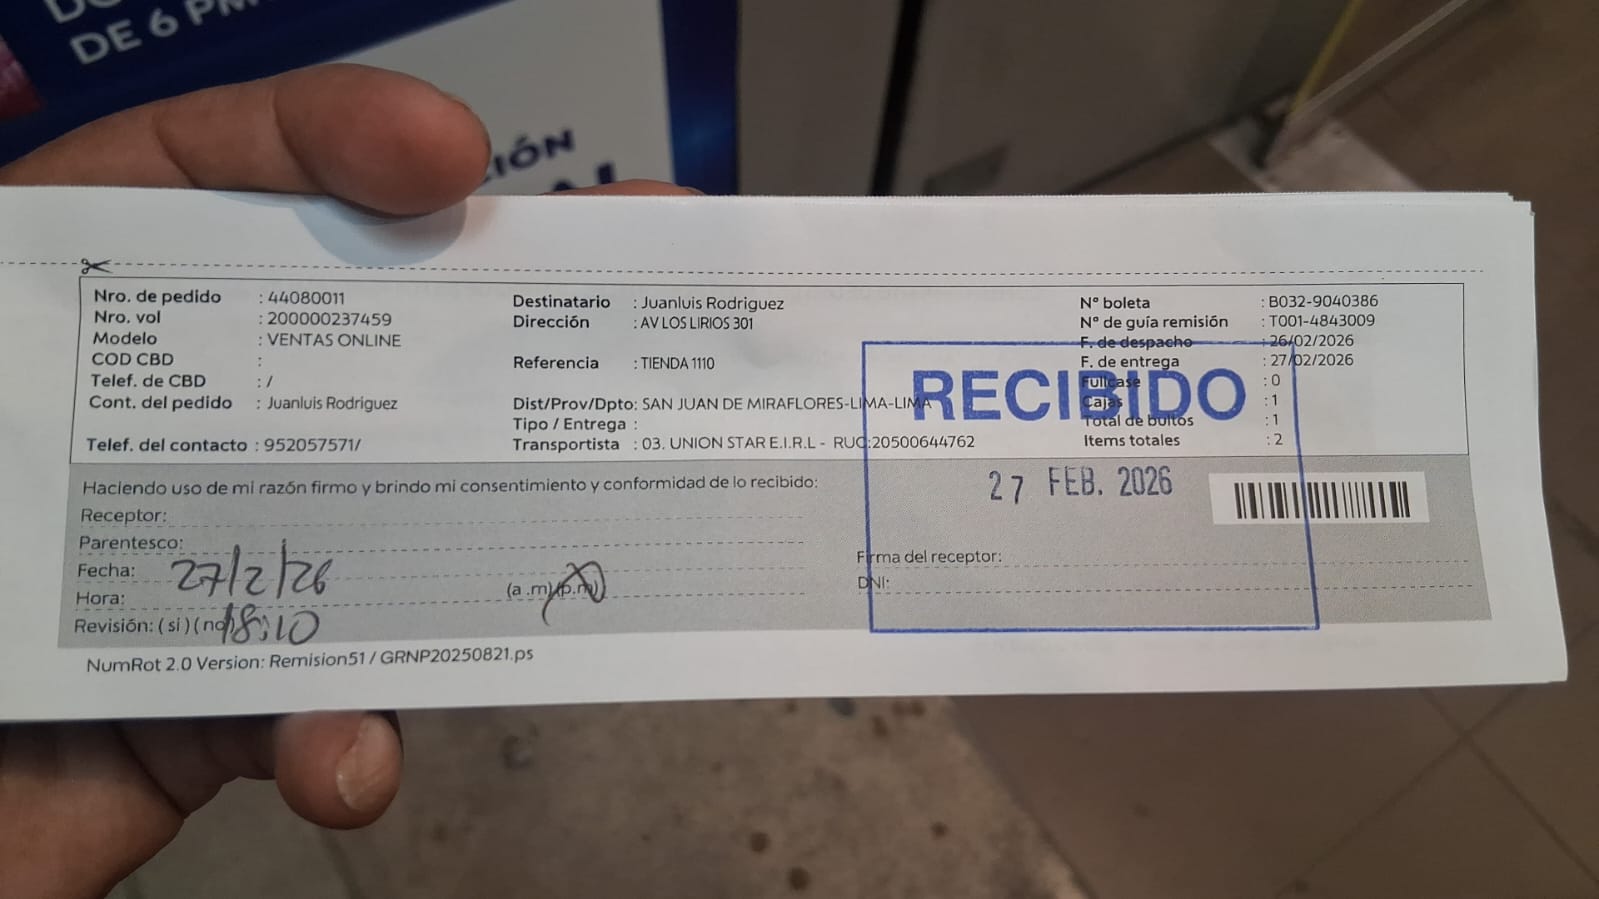 DE 6 PM
CIÓN
Nro. de pedido : 44080011
Nro. vol : 200000237459
Modelo : VENTAS ONLINE
COD CBD :
Telef. de CBD : /
Cont. del pedido : Juanluis Rodriguez
Telef. del contacto : 952057571/
Destinatario : Juanluis Rodriguez
Dirección : AV LOS LIRIOS 301
Referencia : TIENDA 1110
Dist/Prov/Dpto: SAN JUAN DE MIRAFLORES-LIMA-LIMA
Tipo / Entrega :
Transportista : 03. UNION STAR E.I.R.L - RUC:20500644762
N° boleta : B032-9040386
N° de guía remisión : T001-4843009
F. de despacho : 26/02/2026
F. de entrega : 27/02/2026
Fullcase : 0
Cajas : 1
Total de bultos : 1
Items totales : 2
RECIBIDO
27 FEB. 2026
Haciendo uso de mi razón firmo y brindo mi consentimiento y conformidad de lo recibido:
Receptor:
Parentesco:
Fecha: 27/2/26
Hora: (a .m)(p.m)
Revisión: ( si ) ( no) 18:10
Firma del receptor:
DNI:
NumRot 2.0 Version: Remision51 / GRNP20250821.ps